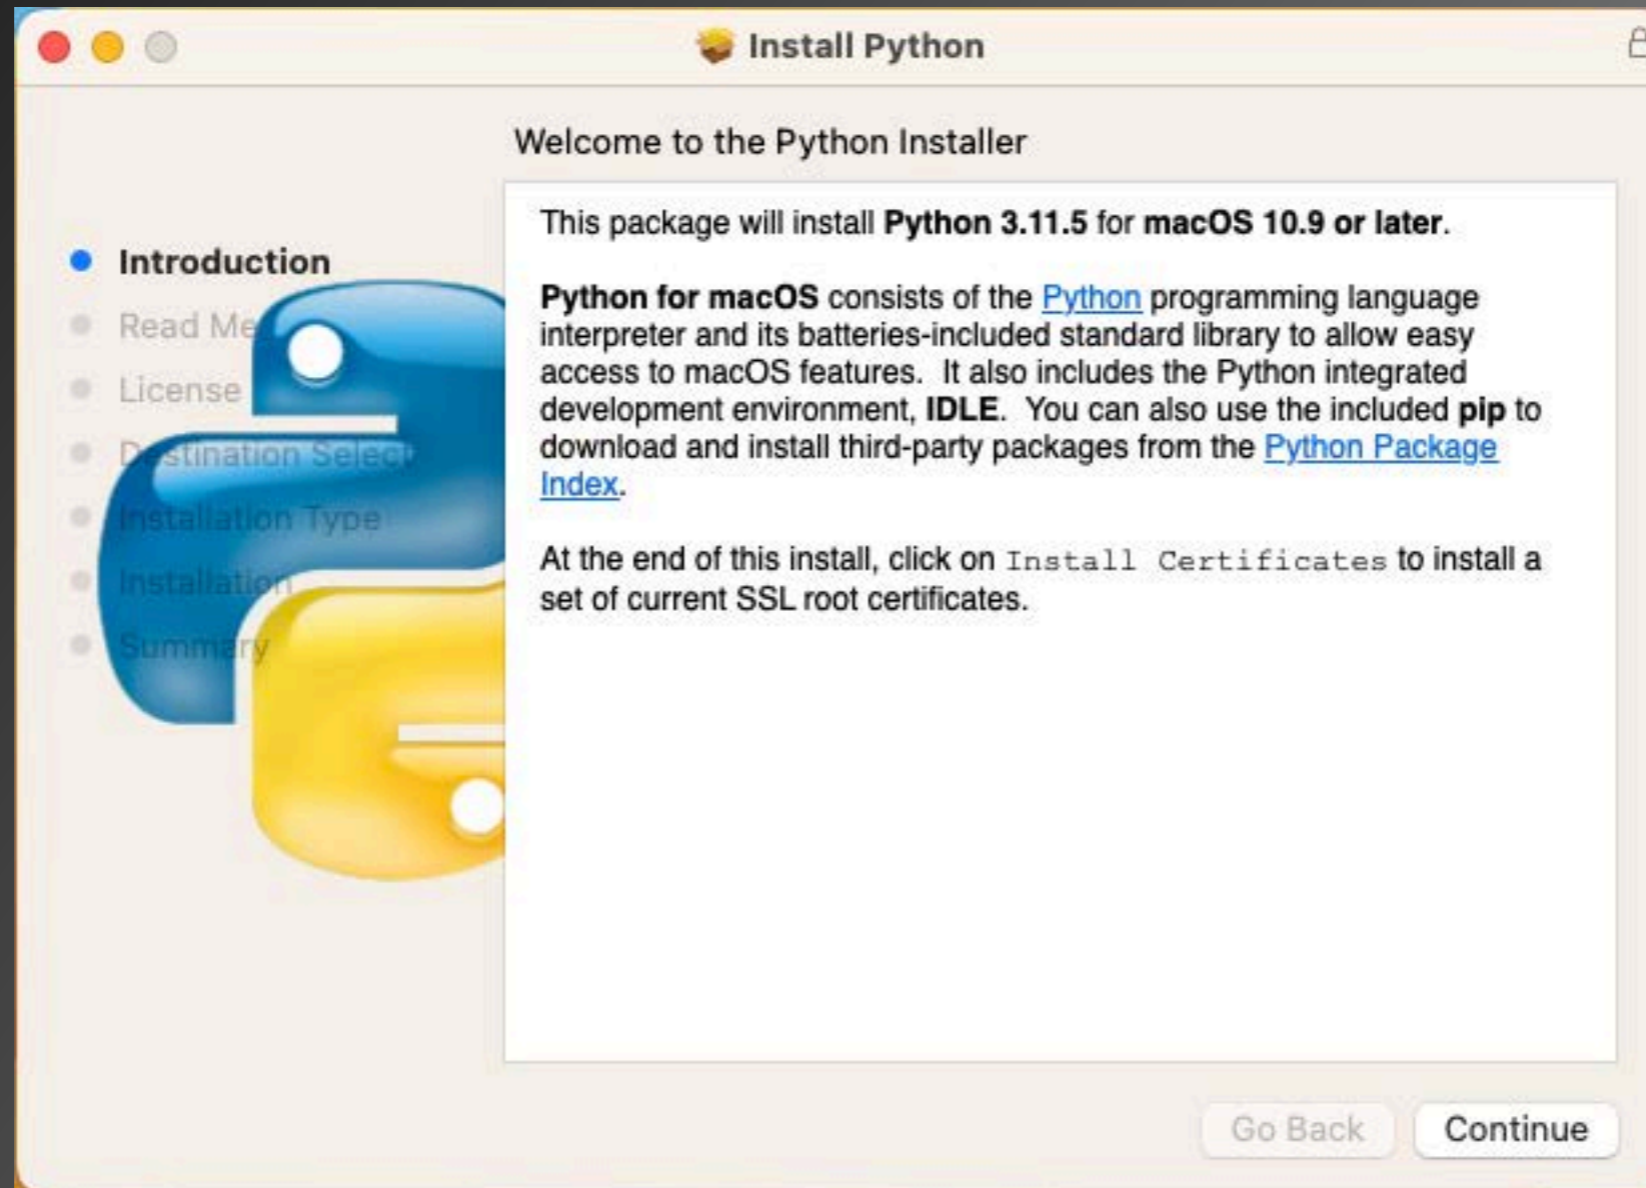 Install Python
Welcome to the Python Installer
Introduction
Read Me
License
Destination Select
Installation Type
Installation
Summary
This package will install Python 3.11.5 for macOS 10.9 or later.
Python for macOS consists of the Python programming language
interpreter and its batteries-included standard library to allow easy
access to macOS features.  It also includes the Python integrated
development environment, IDLE.  You can also use the included pip to
download and install third-party packages from the Python Package
Index.
At the end of this install, click on Install Certificates to install a
set of current SSL root certificates.
Go Back
Continue